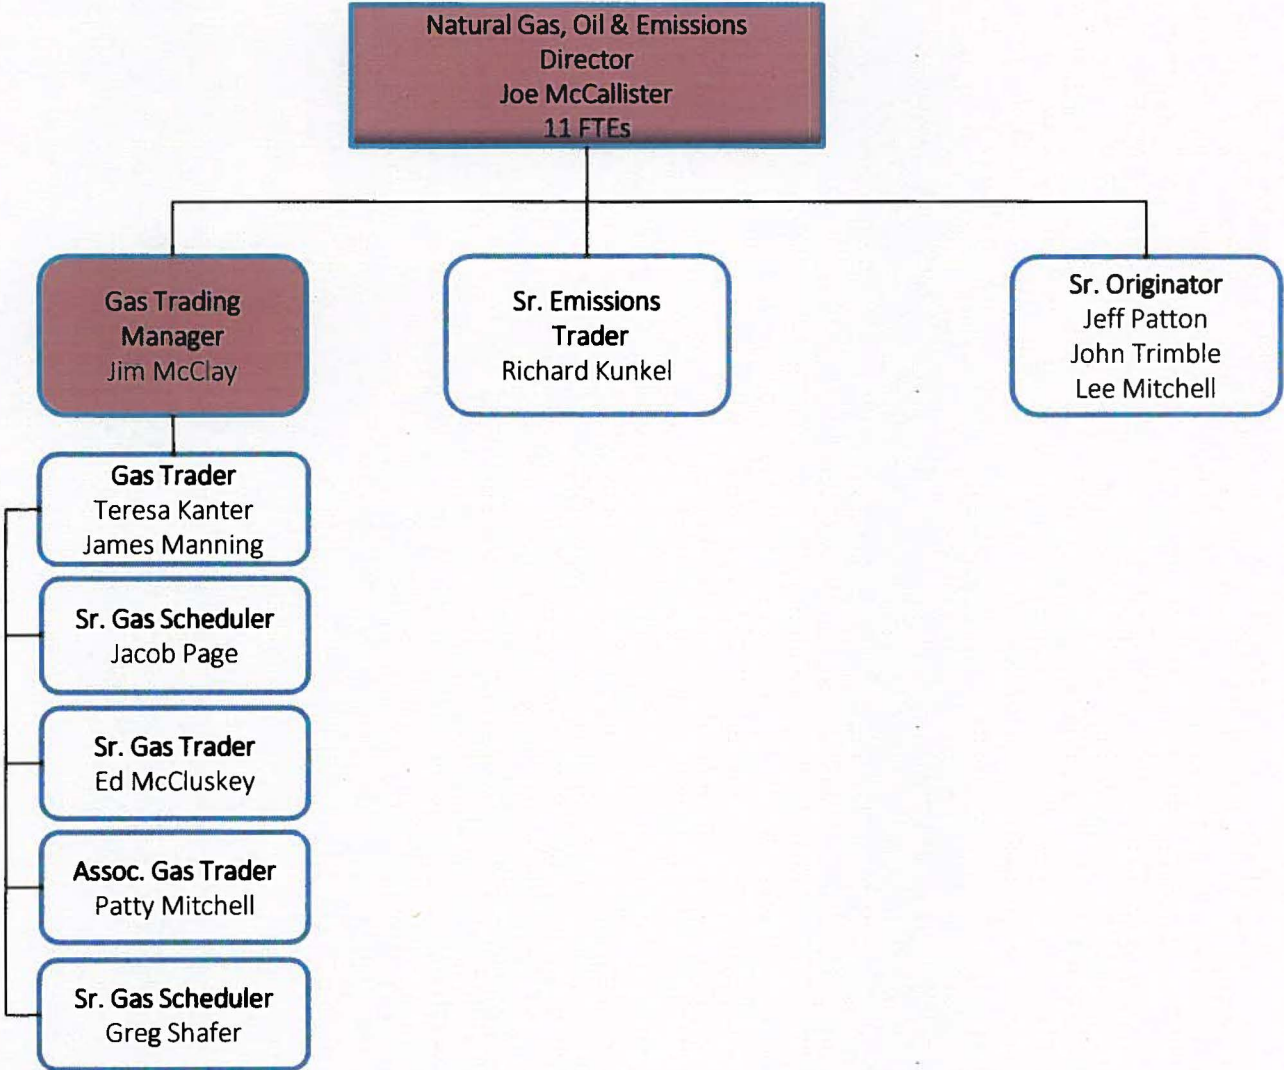 Natural Gas, Oil & Emissions
Director
Joe McCallister
11 FTEs
Gas Trading
Manager
Jim McClay
Sr. Emissions
Trader
Richard Kunkel
Sr. Originator
Jeff Patton
John Trimble
Lee Mitchell
Gas Trader
Teresa Kanter
James Manning
Sr. Gas Scheduler
Jacob Page
Sr. Gas Trader
Ed McCluskey
Assoc. Gas Trader
Patty Mitchell
Sr. Gas Scheduler
Greg Shafer